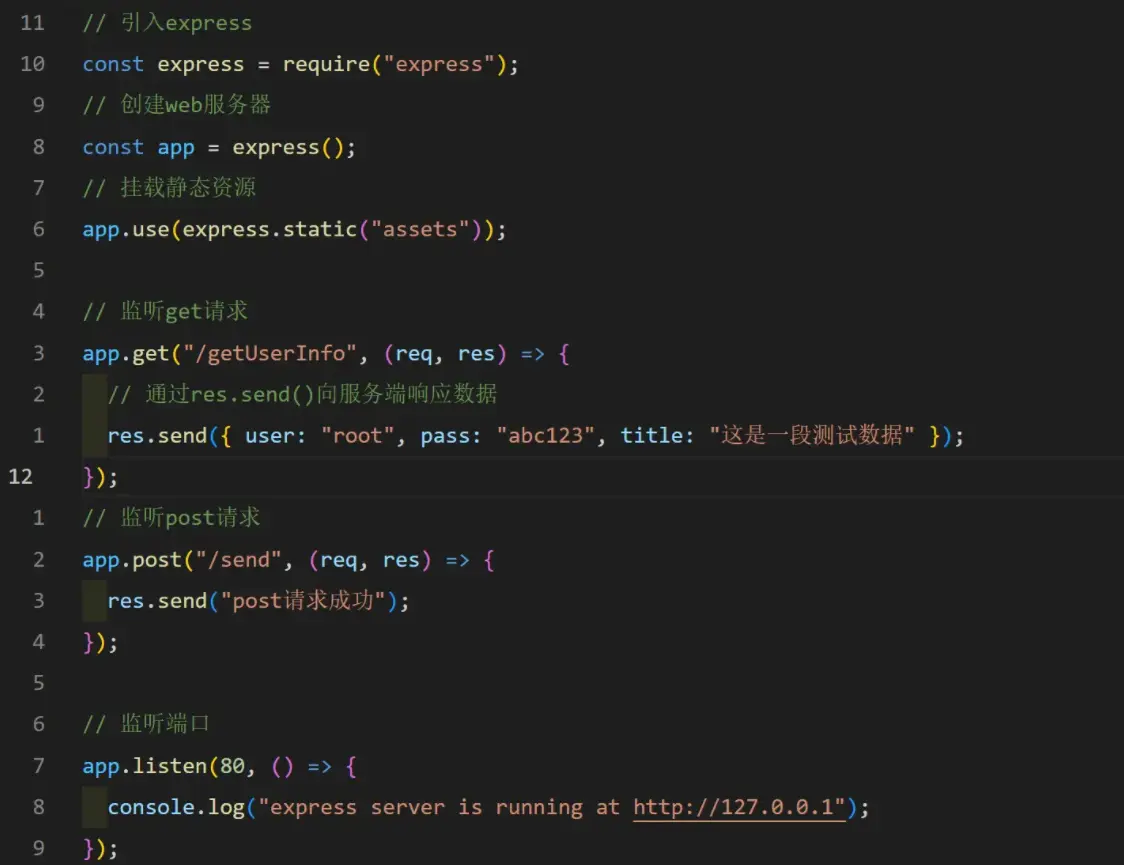 11 // 引入express
10 const express = require("express");
9 // 创建web服务器
8 const app = express();
7 // 挂载静态资源
6 app.use(express.static("assets"));
5
4 // 监听get请求
3 app.get("/getUserInfo", (req, res) => {
2 // 通过res.send()向服务端响应数据
1 res.send({ user: "root", pass: "abc123", title: "这是一段测试数据" });
12 });
1 // 监听post请求
2 app.post("/send", (req, res) => {
3 res.send("post请求成功");
4 });
5
6 // 监听端口
7 app.listen(80, () => {
8 console.log("express server is running at http://127.0.0.1");
9 });